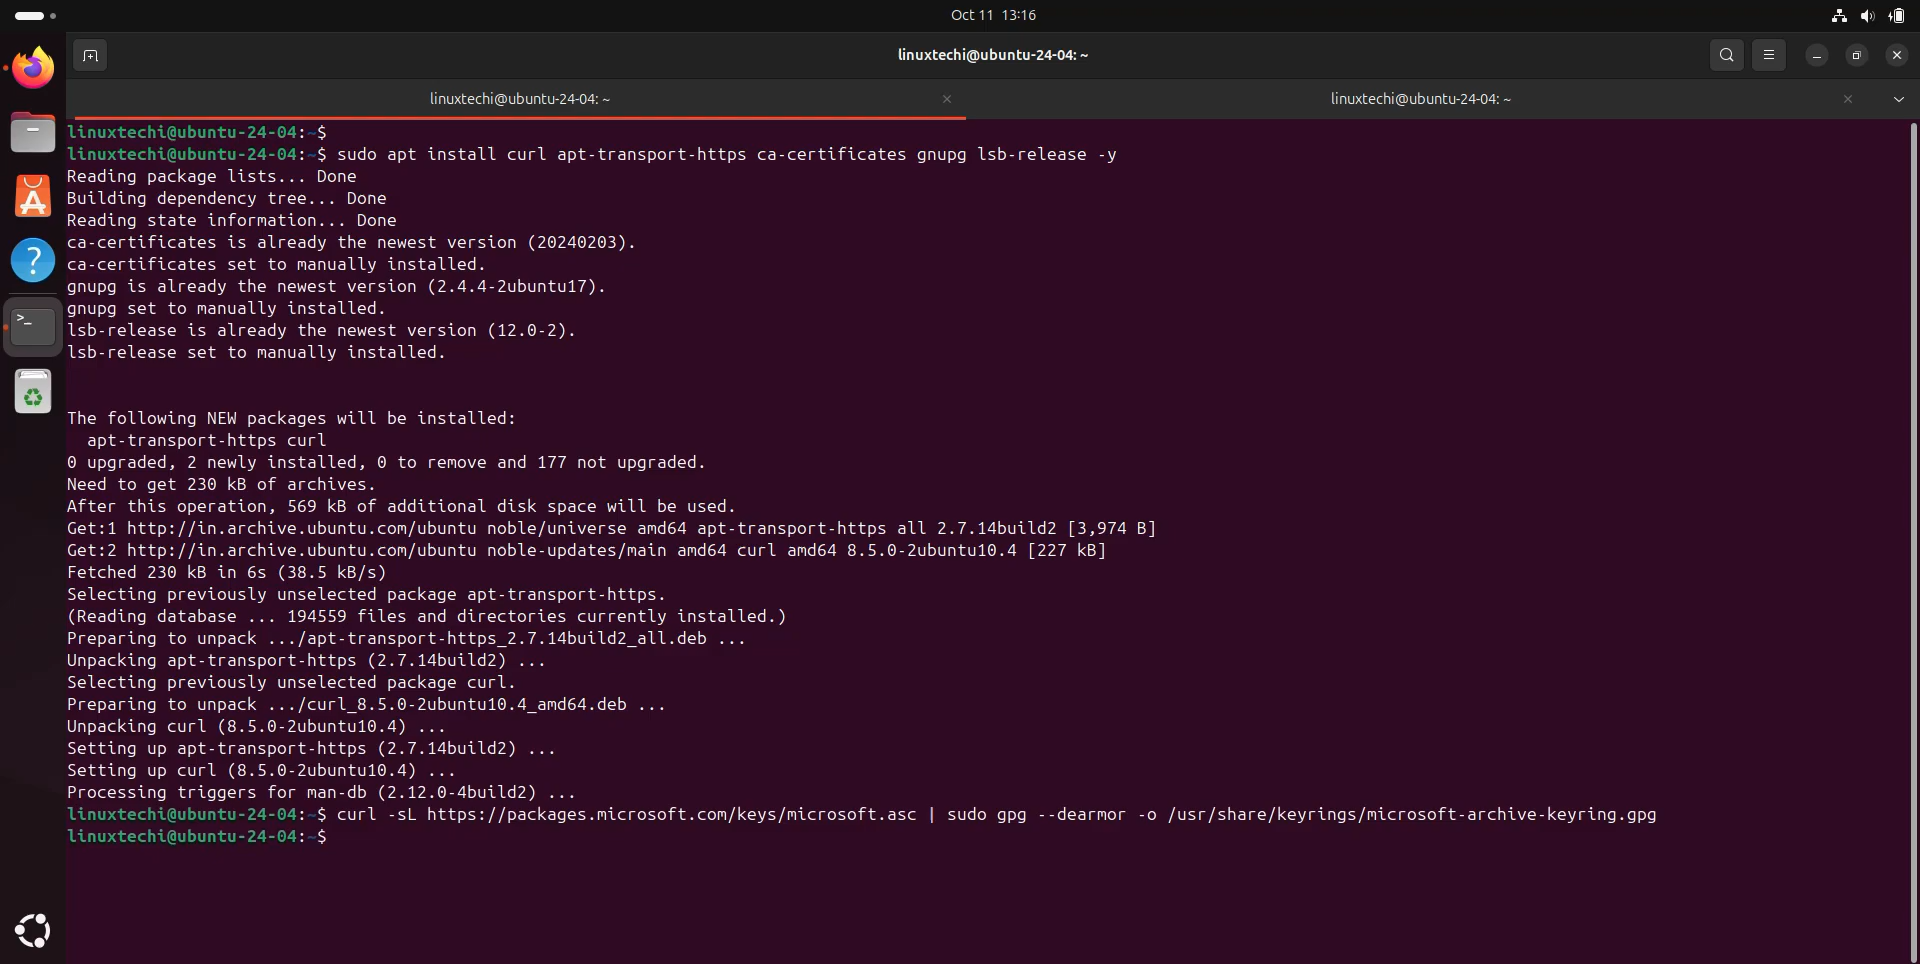 Oct 11 13:16
linuxtechi@ubuntu-24-04: ~
linuxtechi@ubuntu-24-04: ~
linuxtechi@ubuntu-24-04: ~
linuxtechi@ubuntu-24-04:~$
linuxtechi@ubuntu-24-04:~$ sudo apt install curl apt-transport-https ca-certificates gnupg lsb-release -y
Reading package lists... Done
Building dependency tree... Done
Reading state information... Done
ca-certificates is already the newest version (20240203).
ca-certificates set to manually installed.
gnupg is already the newest version (2.4.4-2ubuntu17).
gnupg set to manually installed.
lsb-release is already the newest version (12.0-2).
lsb-release set to manually installed.
The following NEW packages will be installed:
  apt-transport-https curl
0 upgraded, 2 newly installed, 0 to remove and 177 not upgraded.
Need to get 230 kB of archives.
After this operation, 569 kB of additional disk space will be used.
Get:1 http://in.archive.ubuntu.com/ubuntu noble/universe amd64 apt-transport-https all 2.7.14build2 [3,974 B]
Get:2 http://in.archive.ubuntu.com/ubuntu noble-updates/main amd64 curl amd64 8.5.0-2ubuntu10.4 [227 kB]
Fetched 230 kB in 6s (38.5 kB/s)
Selecting previously unselected package apt-transport-https.
(Reading database ... 194559 files and directories currently installed.)
Preparing to unpack .../apt-transport-https_2.7.14build2_all.deb ...
Unpacking apt-transport-https (2.7.14build2) ...
Selecting previously unselected package curl.
Preparing to unpack .../curl_8.5.0-2ubuntu10.4_amd64.deb ...
Unpacking curl (8.5.0-2ubuntu10.4) ...
Setting up apt-transport-https (2.7.14build2) ...
Setting up curl (8.5.0-2ubuntu10.4) ...
Processing triggers for man-db (2.12.0-4build2) ...
linuxtechi@ubuntu-24-04:~$ curl -sL https://packages.microsoft.com/keys/microsoft.asc | sudo gpg --dearmor -o /usr/share/keyrings/microsoft-archive-keyring.gpg
linuxtechi@ubuntu-24-04:~$